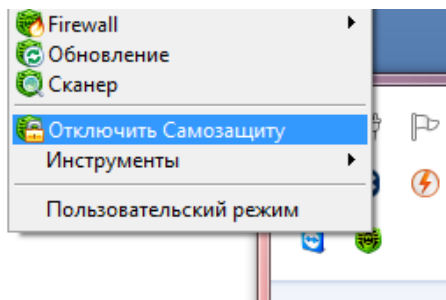 Firewall
Обновление
Сканер
Отключить Самозащиту
Инструменты
Пользовательский режим